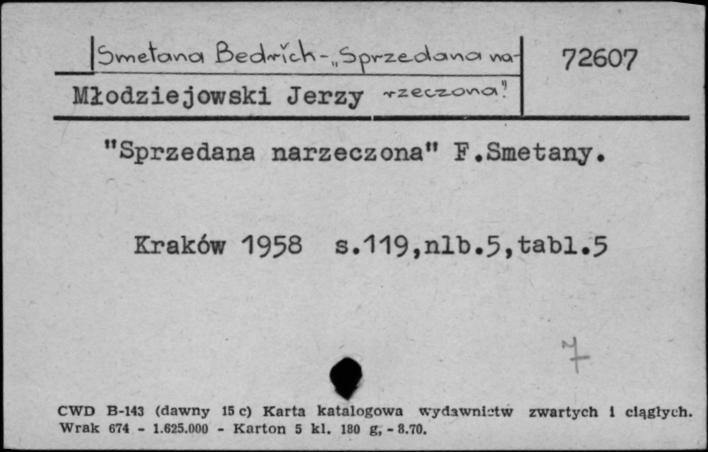 Smetana Bedřich - „Sprzedana na-
72607
Młodziejowski Jerzy rzeczona"
"Sprzedana narzeczona" F.Smetany.
Kraków 1958 s.119,nlb.5,tabl.5
7
CWD B-143 (dawny 15 c) Karta katalogowa wydawnictw zwartych i ciągłych.
Wrak 674 - 1.625.000 - Karton 5 kl. 180 g, - 8.70.